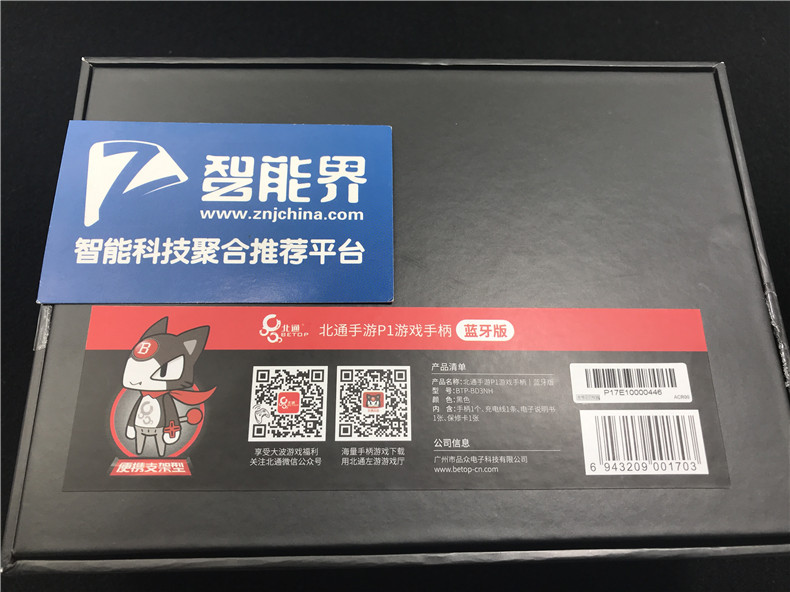 智能界
www.znjchina.com
智能科技聚合推荐平台
北通
BETOP
北通手游P1游戏手柄 蓝牙版
B
便携支架型
享受大波游戏福利
关注北通微信公众号
海量手柄游戏下载
用北通左游游戏厅
产品清单
产品名称:北通手游P1游戏手柄 | 蓝牙版
型 号:BTP-BD3NH
颜 色:黑色
内 含:手柄1个、充电线1条、电子说明书
1张、保修卡1张
公司信息
广州市品众电子科技有限公司
www.betop-cn.com
P17E10000446
6 943209 001703